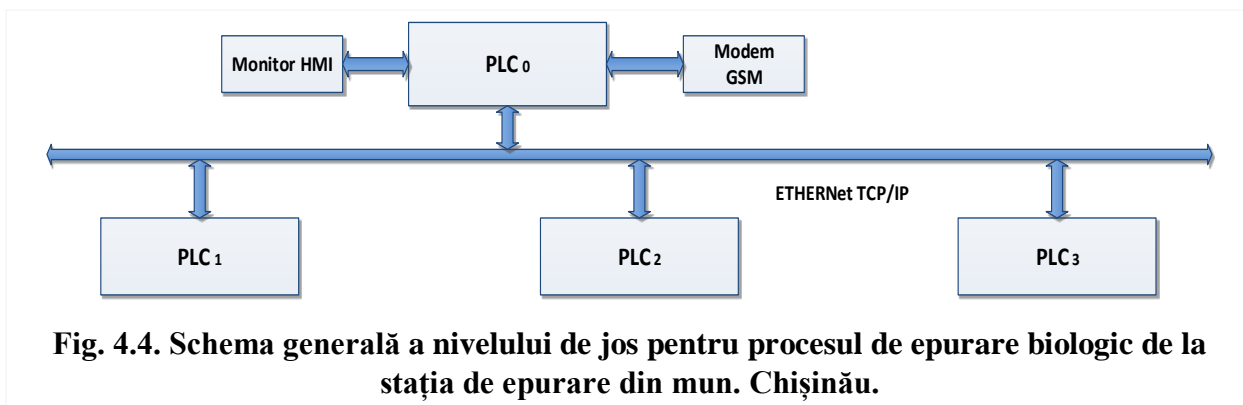 Monitor HMI
PLC 0
Modem
GSM
ETHERNet TCP/IP
PLC 1
PLC 2
PLC 3
Fig. 4.4. Schema generală a nivelului de jos pentru procesul de epurare biologic de la
stația de epurare din mun. Chișinău.